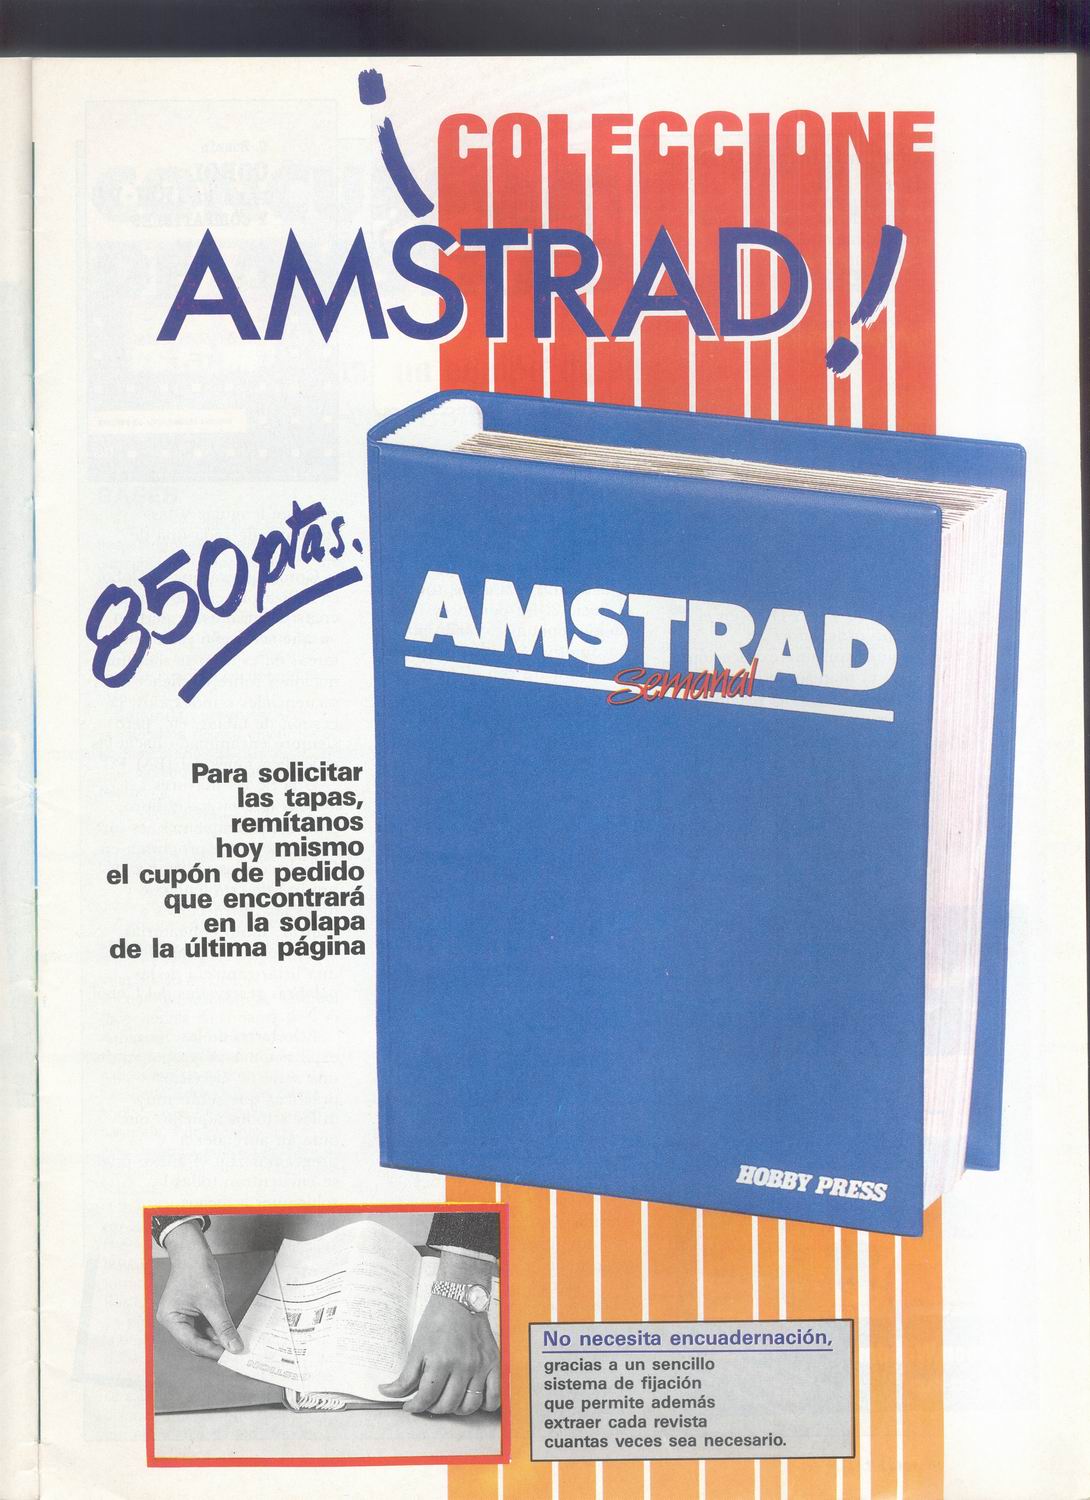 ¡COLECCIONE
AMSTRAD!
850 ptas.
AMSTRAD
Semanal
Para solicitar
las tapas,
remítanos
hoy mismo
el cupón de pedido
que encontrará
en la solapa
de la última página
HOBBY PRESS
No necesita encuadernación,
gracias a un sencillo
sistema de fijación
que permite además
extraer cada revista
cuantas veces sea necesario.